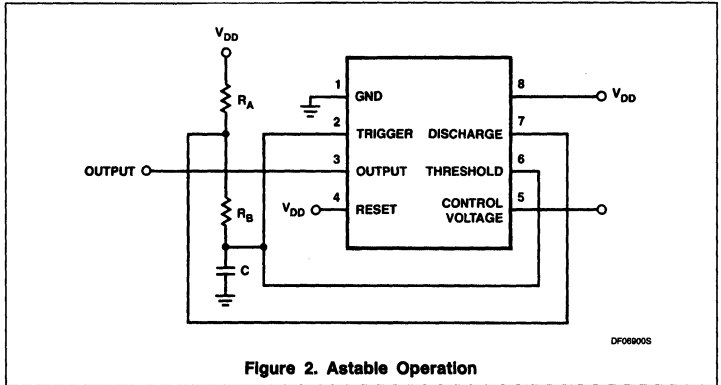 VDD
RA
1
GND
8
VDD
2
TRIGGER
DISCHARGE
7
OUTPUT
3
OUTPUT
THRESHOLD
6
RB
VDD
4
RESET
CONTROL
VOLTAGE
5
C
DF06900S
Figure 2. Astable Operation